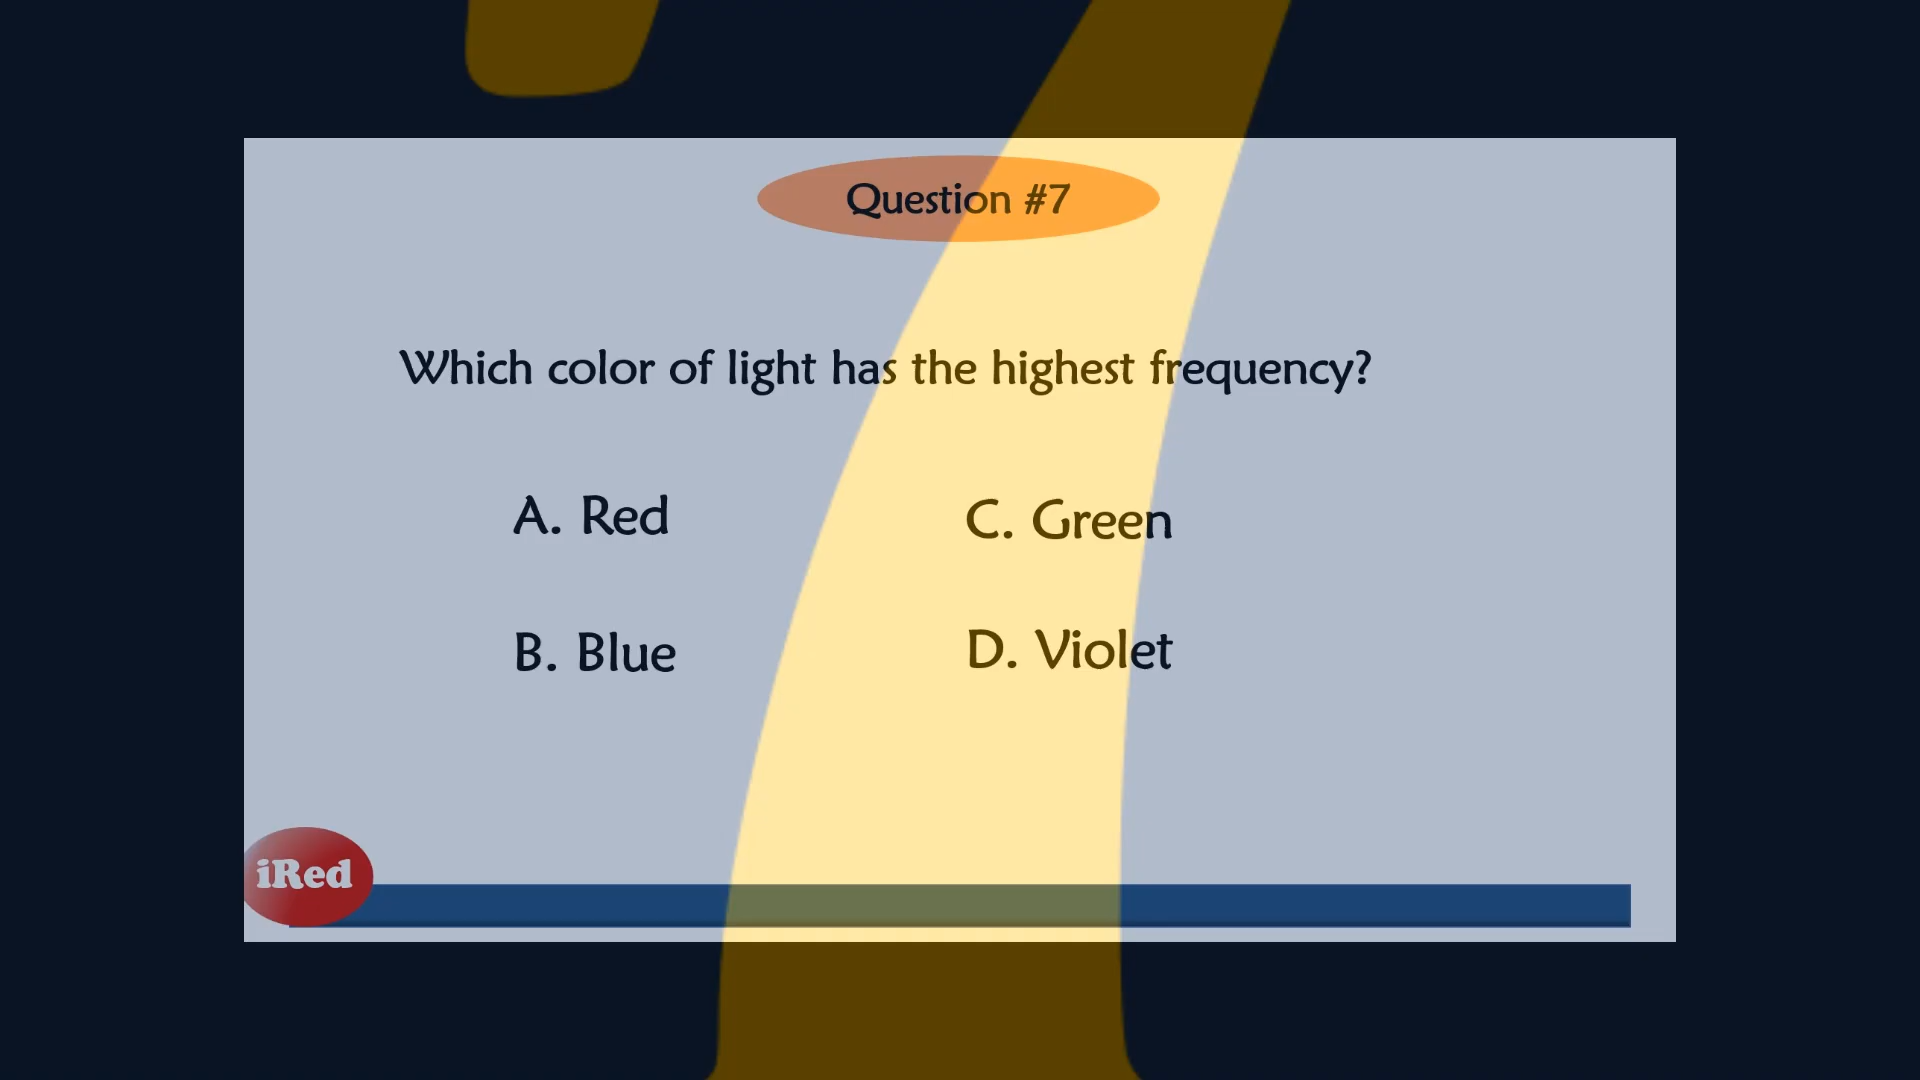 Question #7
Which color of light has the highest frequency?
A. Red
C. Green
B. Blue
D. Violet
iRed